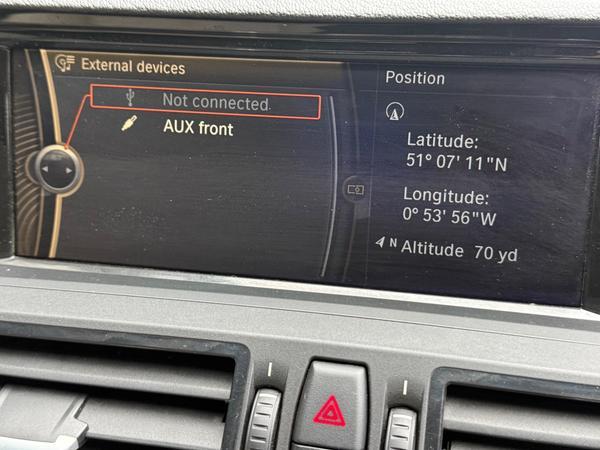 External devices
Not connected
AUX front
Position
Latitude:
51° 07' 11"N
Longitude:
0° 53' 56"W
N Altitude 70 yd